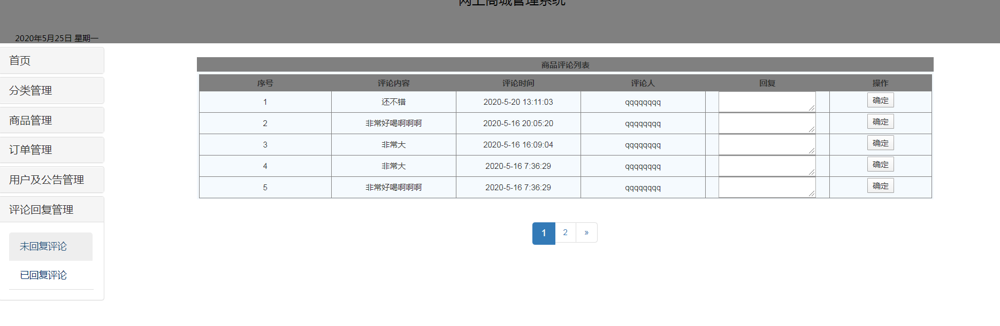 网上商城管理系统
2020年5月25日 星期一
首页
分类管理
商品管理
订单管理
用户及公告管理
评论回复管理
未回复评论
已回复评论
商品评论列表
序号 评论内容 评论时间 评论人 回复 操作
1 还不错 2020-5-20 13:11:03 qqqqqqqq 确定
2 非常好喝啊啊啊 2020-5-16 20:05:20 qqqqqqqq 确定
3 非常大 2020-5-16 16:09:04 qqqqqqqq 确定
4 非常大 2020-5-16 7:36:29 qqqqqqqq 确定
5 非常好喝啊啊啊 2020-5-16 7:36:29 qqqqqqqq 确定
1 2 »